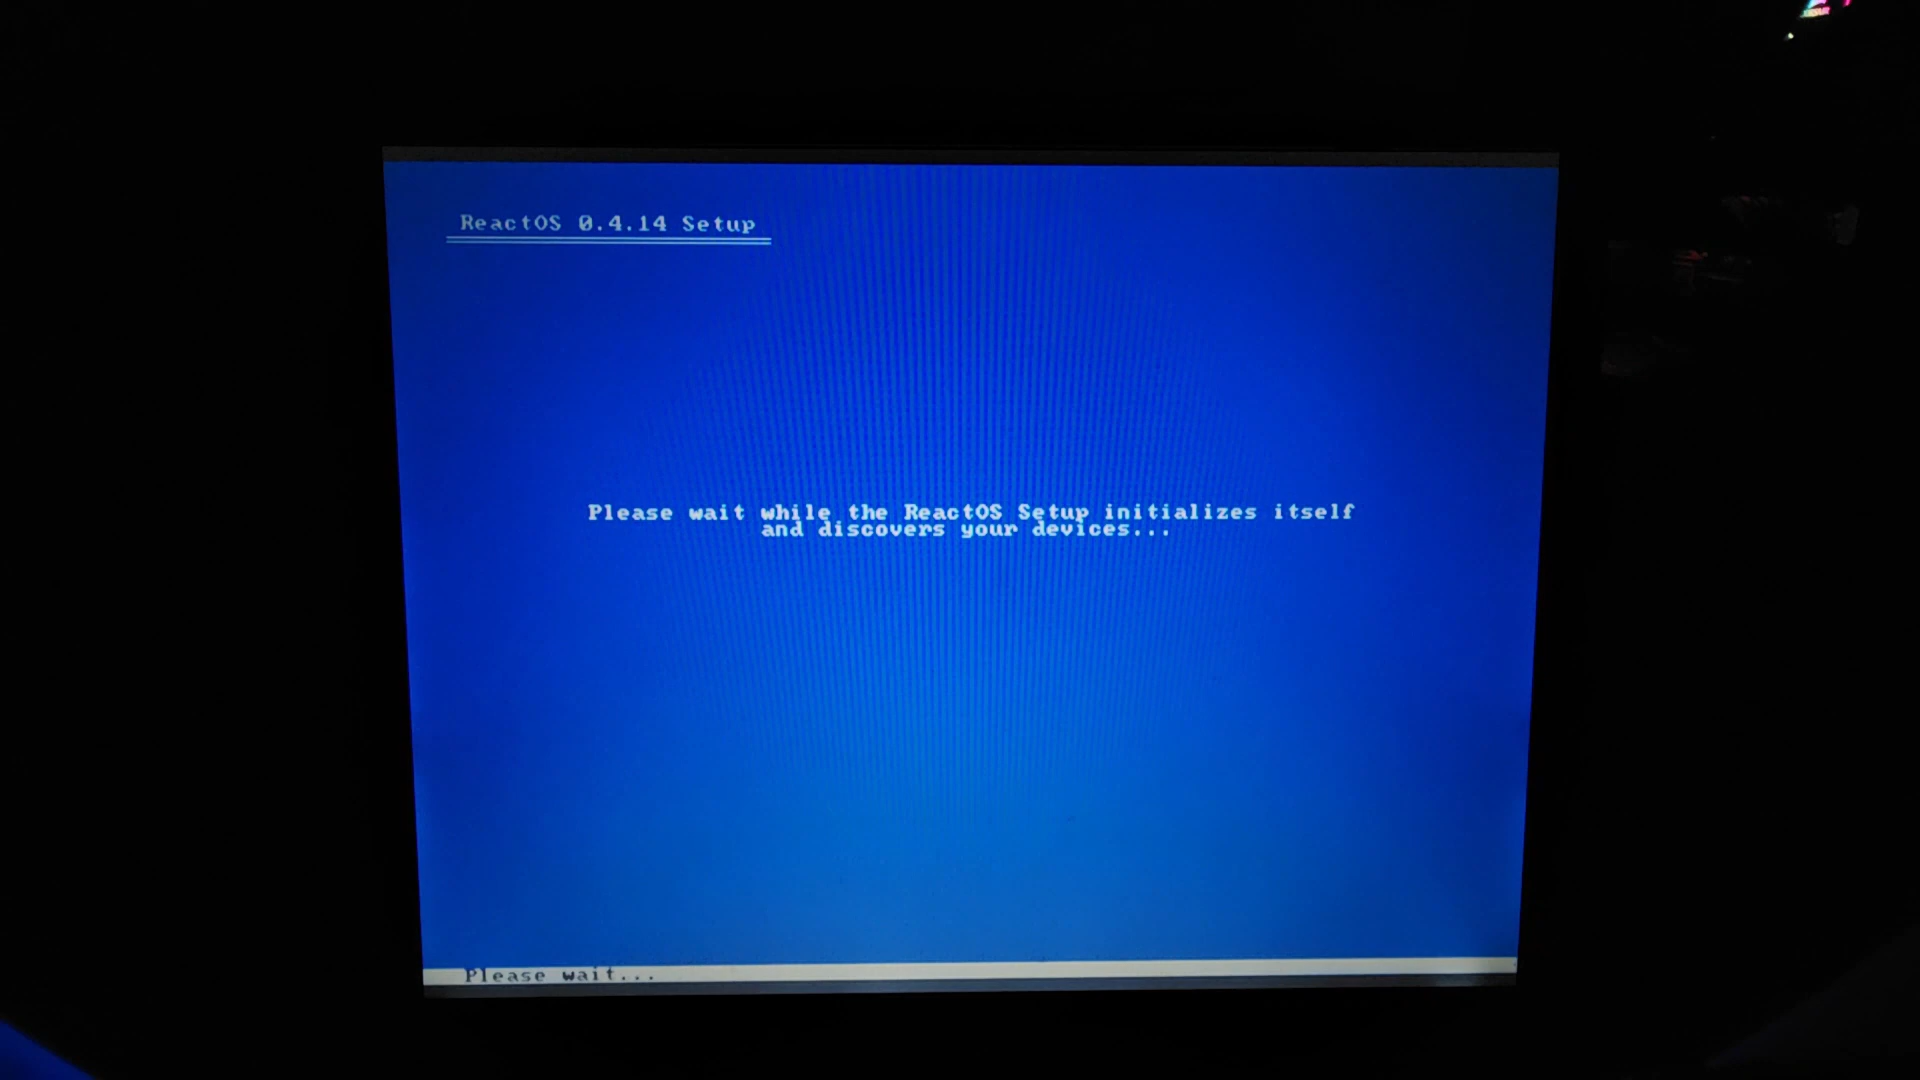 ReactOS 0.4.14 Setup
Please wait while the ReactOS Setup initializes itself
and discovers your devices...
Please wait...